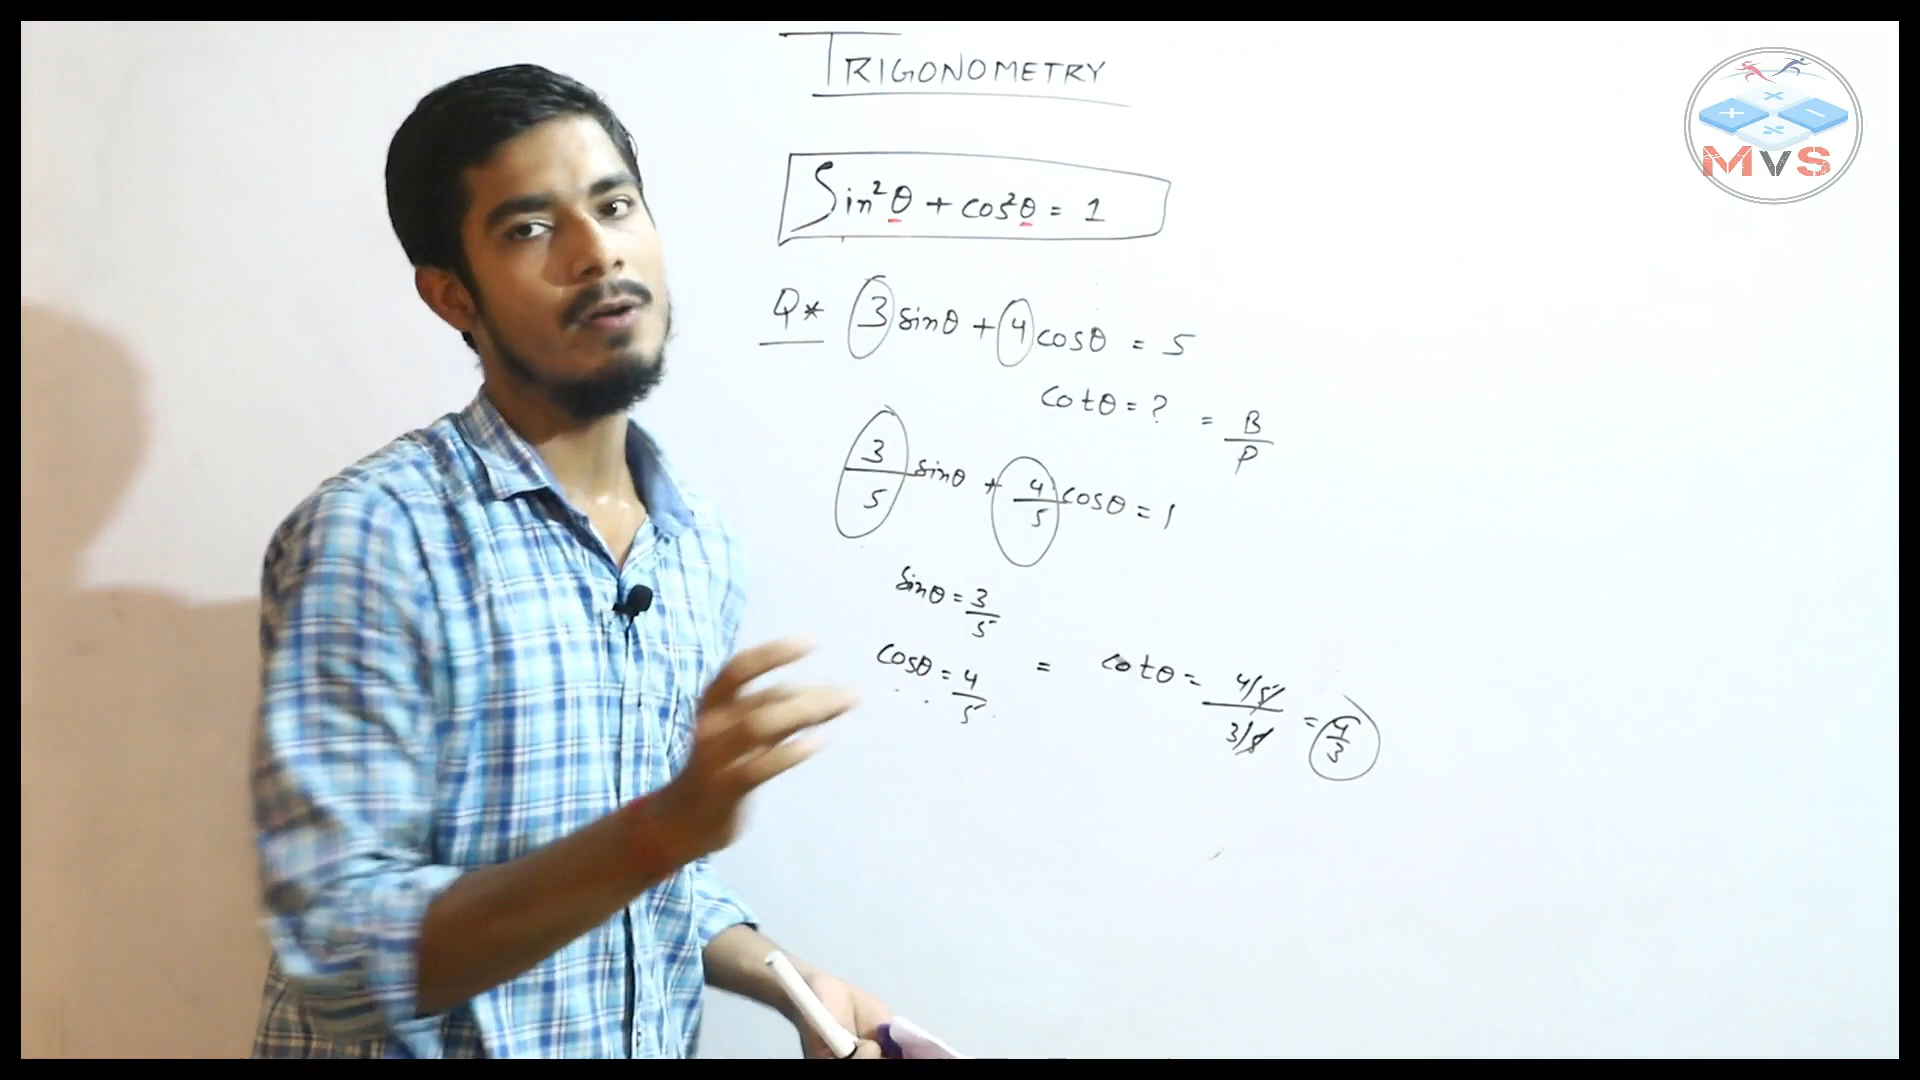 TRIGONOMETRY
Sin²θ + cos²θ = 1
Q* 3 sinθ + 4 cosθ = 5
cotθ = ? = B/P
3/5 sinθ + 4/5 cosθ = 1
sinθ = 3/5
cosθ = 4/5 = cotθ = 4/5 / 3/5 = 4/3
+ × − ÷
MVS